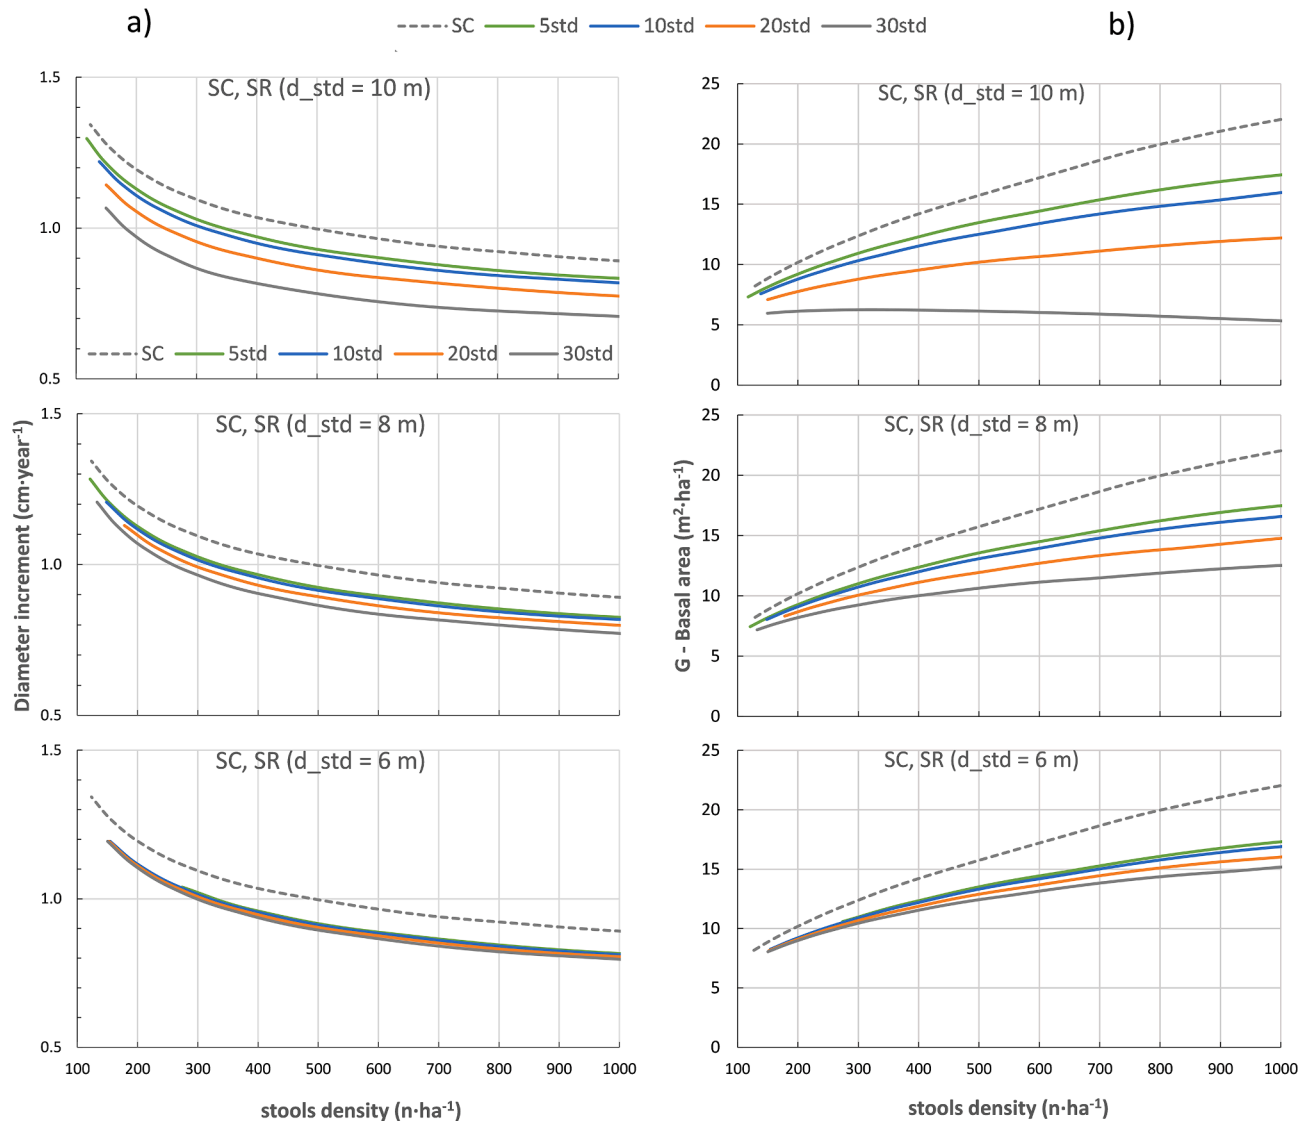 a)
SC 5std 10std 20std 30std
b)
SC, SR (d_std = 10 m)
1.5
1.0
0.5
SC 5std 10std 20std 30std
SC, SR (d_std = 10 m)
25
20
15
10
5
0
SC, SR (d_std = 8 m)
1.5
1.0
0.5
SC, SR (d_std = 8 m)
25
20
15
10
5
0
SC, SR (d_std = 6 m)
1.5
1.0
0.5
100 200 300 400 500 600 700 800 900 1000
SC, SR (d_std = 6 m)
25
20
15
10
5
0
100 200 300 400 500 600 700 800 900 1000
Diameter increment (cm·year⁻¹)
G - Basal area (m²·ha⁻¹)
stools density (n·ha⁻¹)
stools density (n·ha⁻¹)